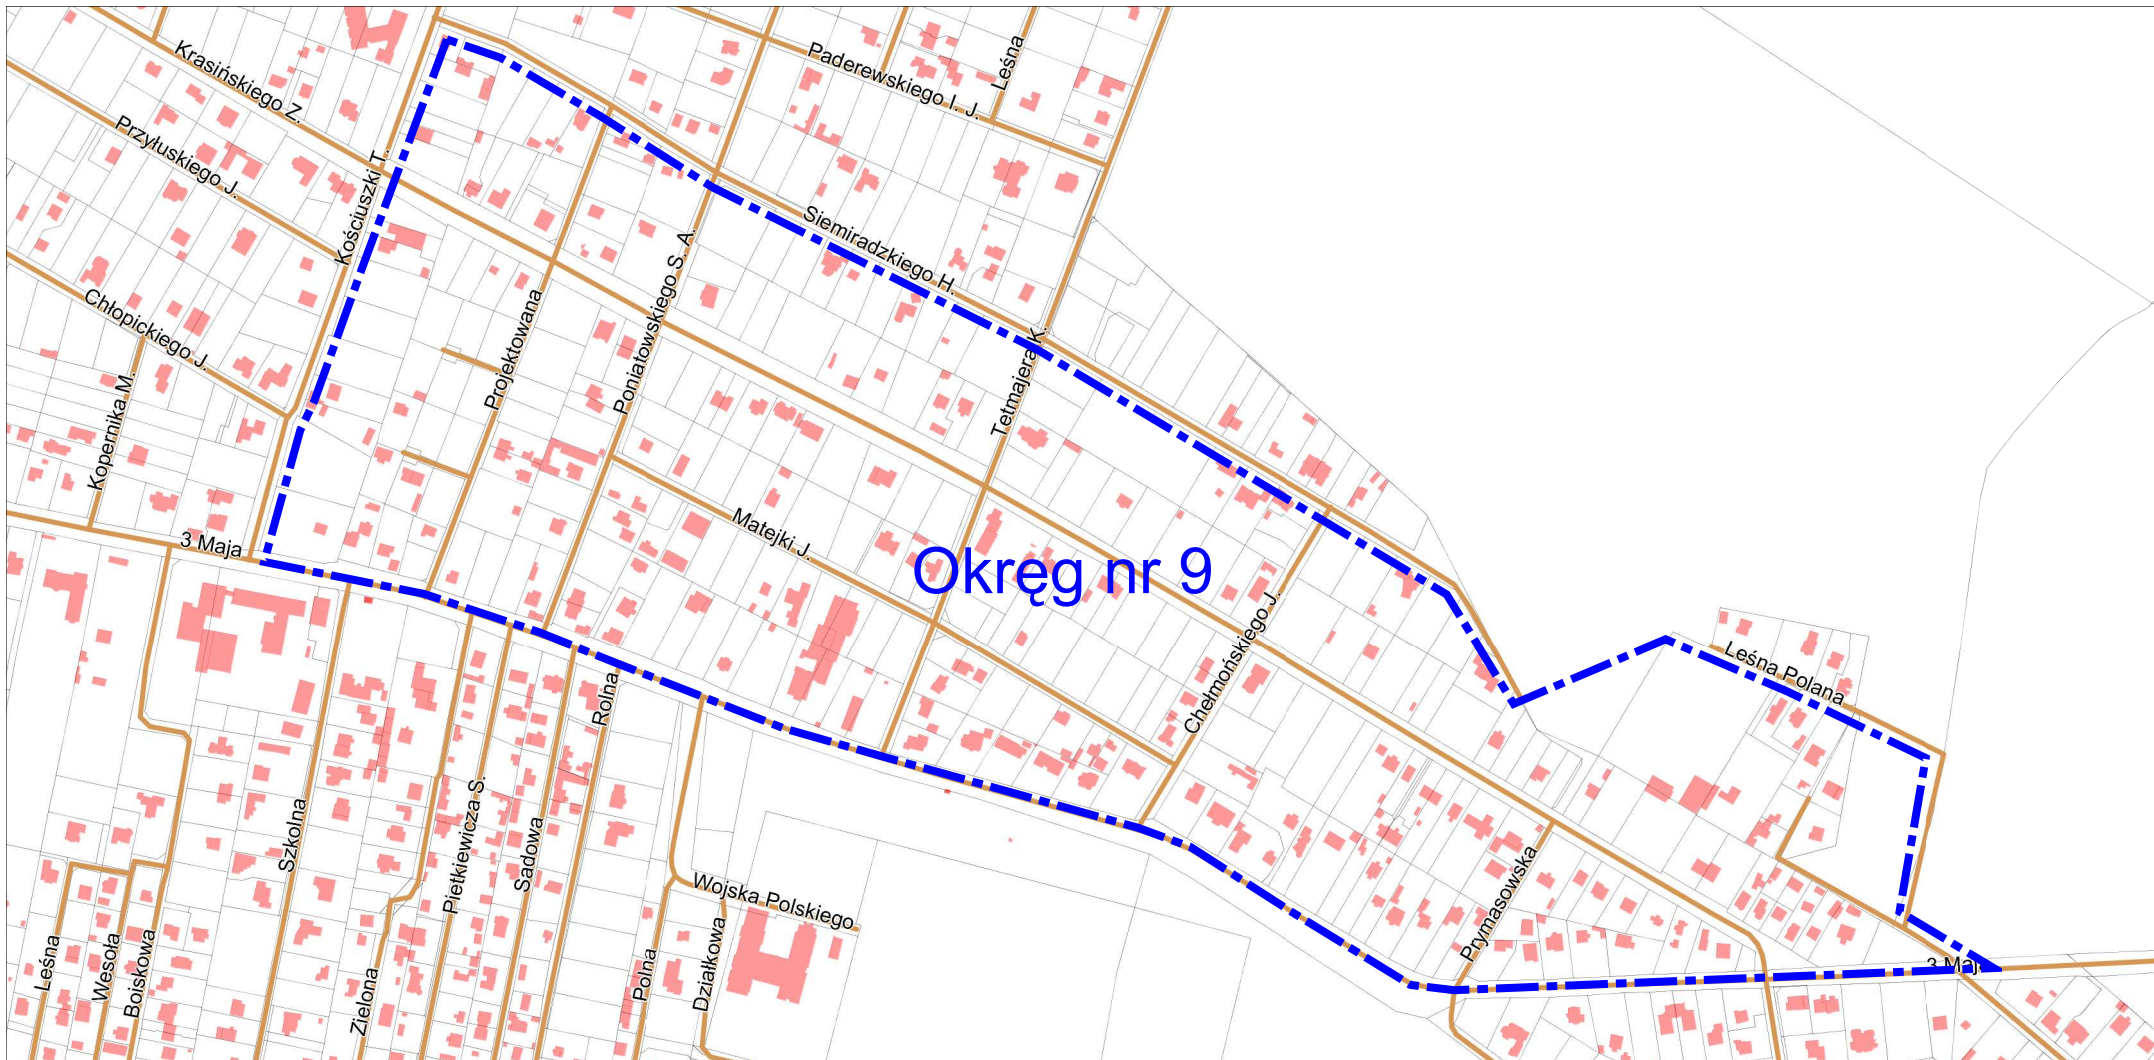 Krasińskiego Z.
Paderewskiego I. J.
Leśna
Przyłuskiego J.
Kościuszki T.
Siemiradzkiego H.
Chłopickiego J.
Projektowana
Poniatowskiego S. A.
Tetmajera K.
Kopernika M.
3 Maja
Matejki J.
Okręg nr 9
Chełmońskiego J.
Leśna Polana
Rolna
Szkolna
Pietkiewicza S.
Sadowa
Wojska Polskiego
Prymasowska
Leśna
Wesoła
Boiskowa
Zielona
Polna
Działkowa
3 Maja